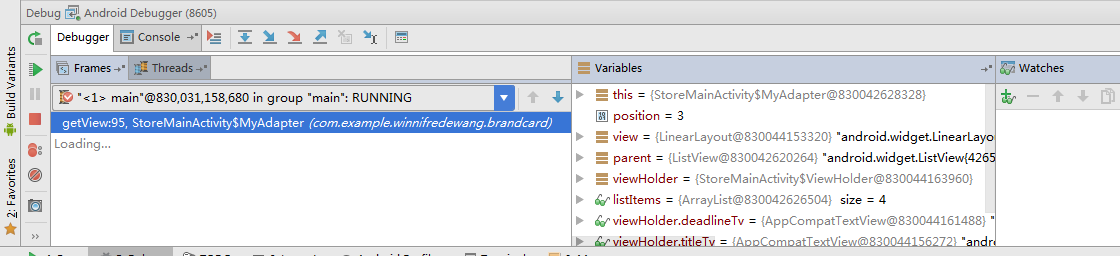 Debug Android Debugger (8605)
Debugger Console
Frames Threads
"<1> main"@830,031,158,680 in group "main": RUNNING
getView:95, StoreMainActivity$MyAdapter (com.example.winnifredewang.brandcard)
Loading...
Variables
this = {StoreMainActivity$MyAdapter@830042628328}
position = 3
view = {LinearLayout@830044153320} "android.widget.LinearLayo
parent = {ListView@830042620264} "android.widget.ListView{4265
viewHolder = {StoreMainActivity$ViewHolder@830044163960}
listItems = {ArrayList@830042626504} size = 4
viewHolder.deadlineTv = {AppCompatTextView@830044161488} "
viewHolder.titleTv = {AppCompatTextView@830044156272} "andr
Watches
Build Variants
2: Favorites